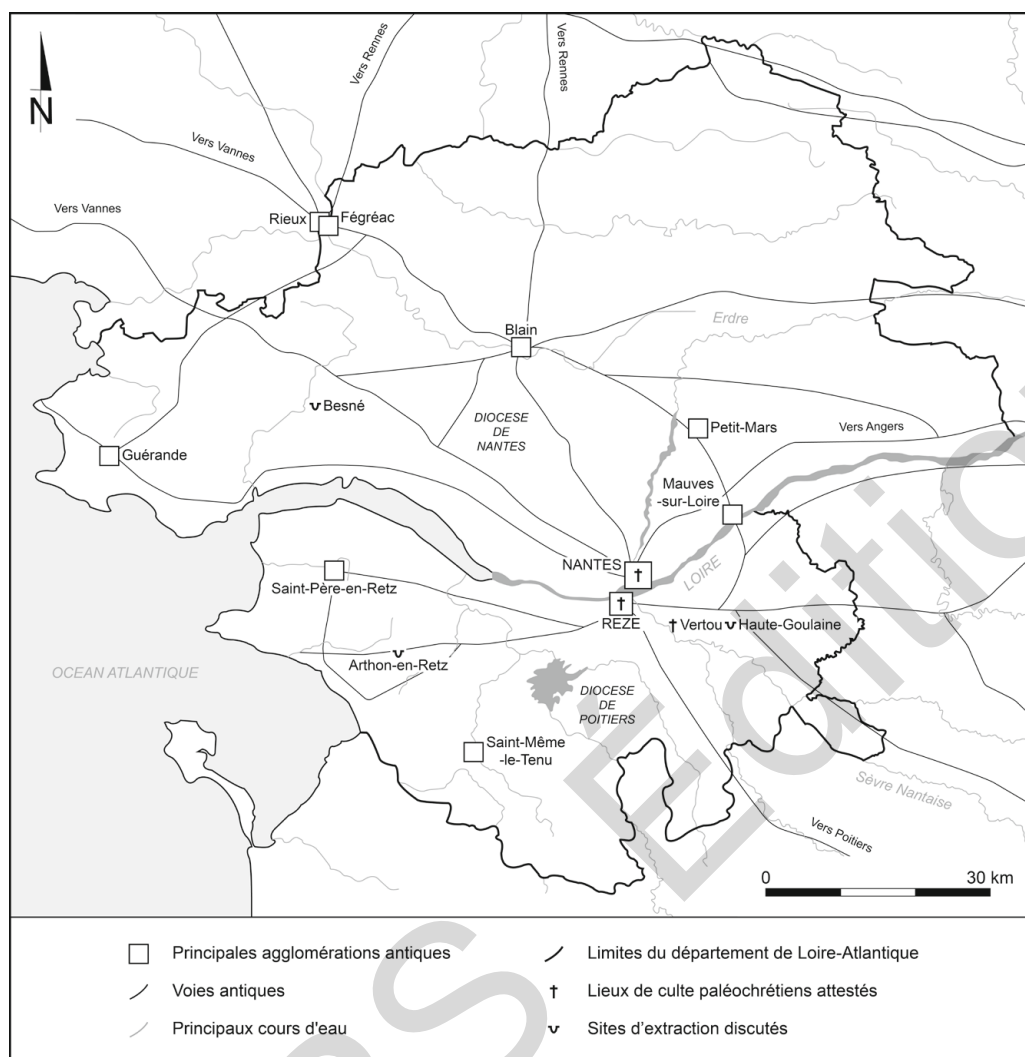 Vers Rennes
Vers Rennes
N
Vers Vannes
Vers Vannes
Rieux
Fégréac
Blain
Erdre
Besné
DIOCESE
DE
NANTES
Petit-Mars
Vers Angers
Guérande
Mauves
-sur-Loire
NANTES
LOIRE
Saint-Père-en-Retz
REZE
Vertou
Haute-Goulaine
Arthon-en-Retz
OCEAN ATLANTIQUE
DIOCESE
DE
POITIERS
Saint-Même
-le-Tenu
Sèvre Nantaise
Vers Poitiers
0
30 km
Principales agglomérations antiques
Voies antiques
Principaux cours d'eau
Limites du département de Loire-Atlantique
Lieux de culte paléochrétiens attestés
Sites d'extraction discutés
s Éditio